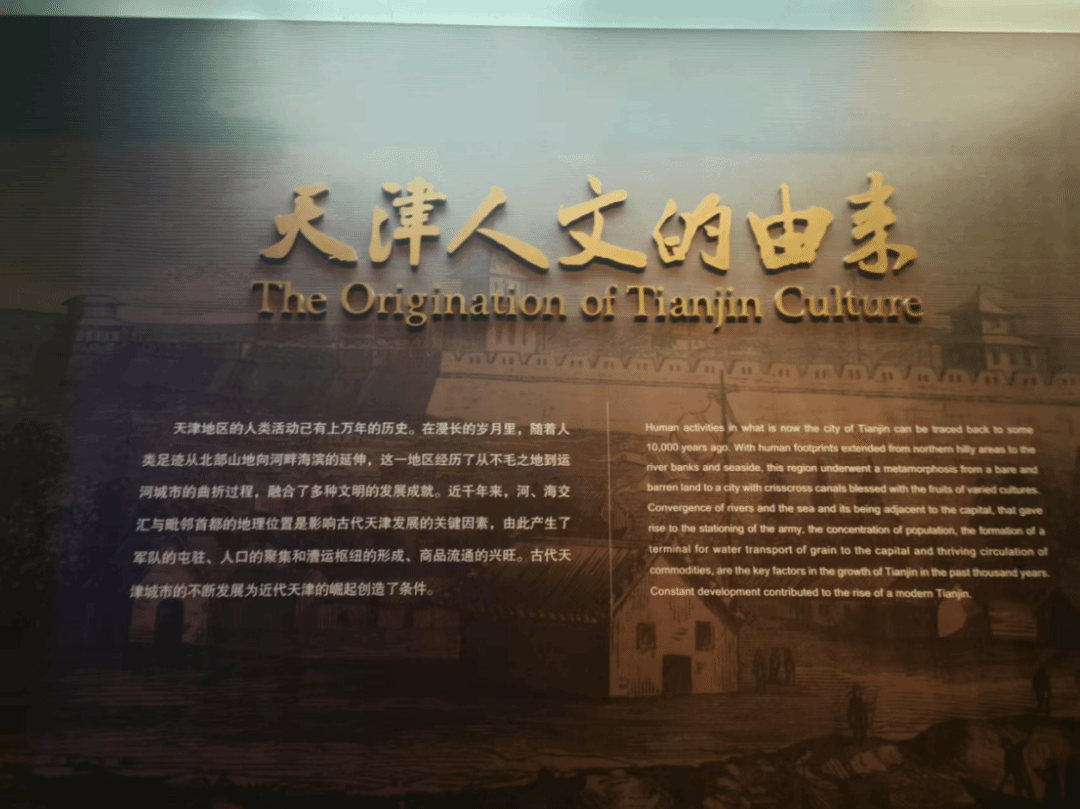 天津人文的由来
The Origination of Tianjin Culture
天津地区的人类活动已有上万年的历史。在漫长的岁月里，随着人
类足迹从北部山地向河畔海滨的延伸，这一地区经历了从不毛之地到运
河城市的曲折过程，融合了多种文明的发展成就。近千年来，河、海交
汇与毗邻首都的地理位置是影响古代天津发展的关键因素，由此产生了
军队的屯驻、人口的聚集和漕运枢纽的形成、商品流通的兴旺。古代天
津城市的不断发展为近代天津的崛起创造了条件。
Human activities in what is now the city of Tianjin can be traced back to some
10,000 years ago. With human footprints extended from northern hilly areas to the
river banks and seaside, this region underwent a metamorphosis from a bare and
barren land to a city with crisscross canals blessed with the fruits of varied cultures.
Convergence of rivers and the sea and its being adjacent to the capital, that gave
rise to the stationing of the army, the concentration of population, the formation of a
terminal for water transport of grain to the capital and thriving circulation of
commodities, are the key factors in the growth of Tianjin in the past thousand years.
Constant development contributed to the rise of a modern Tianjin.